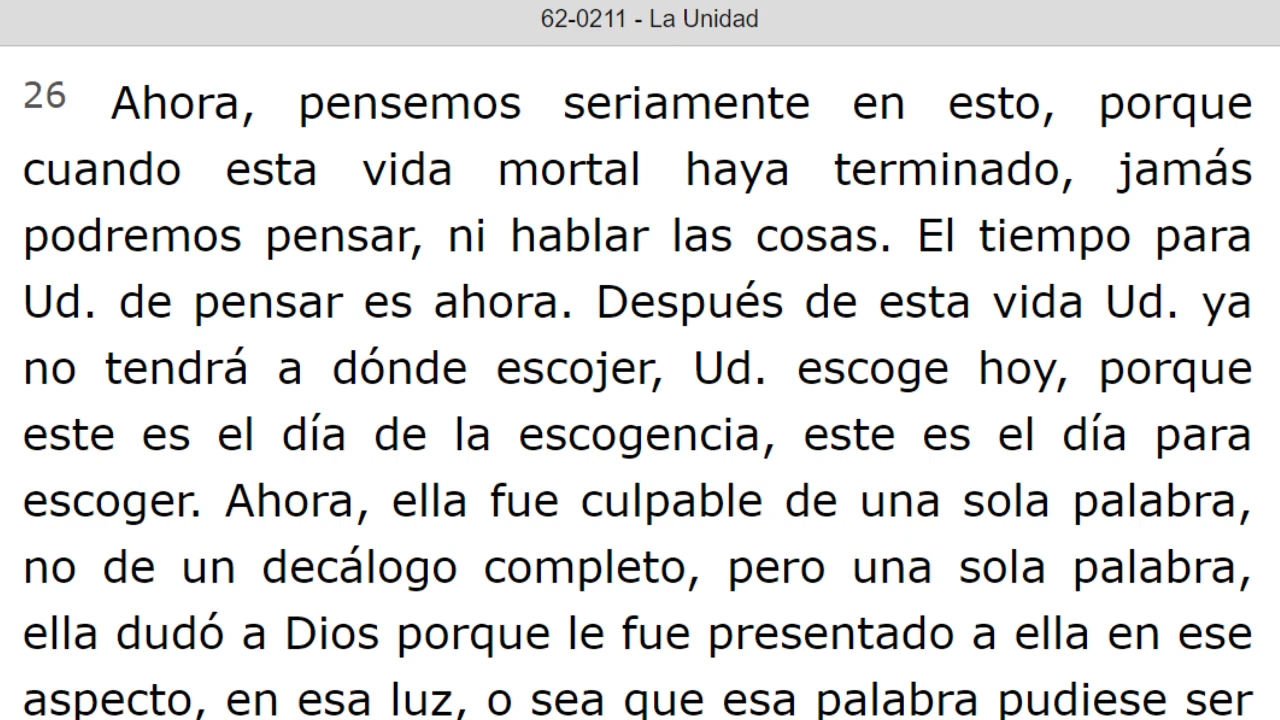 62-0211 - La Unidad
26 Ahora, pensemos seriamente en esto, porque
cuando esta vida mortal haya terminado, jamás
podremos pensar, ni hablar las cosas. El tiempo para
Ud. de pensar es ahora. Después de esta vida Ud. ya
no tendrá a dónde escojer, Ud. escoge hoy, porque
este es el día de la escogencia, este es el día para
escoger. Ahora, ella fue culpable de una sola palabra,
no de un decálogo completo, pero una sola palabra,
ella dudó a Dios porque le fue presentado a ella en ese
aspecto, en esa luz, o sea que esa palabra pudiese ser